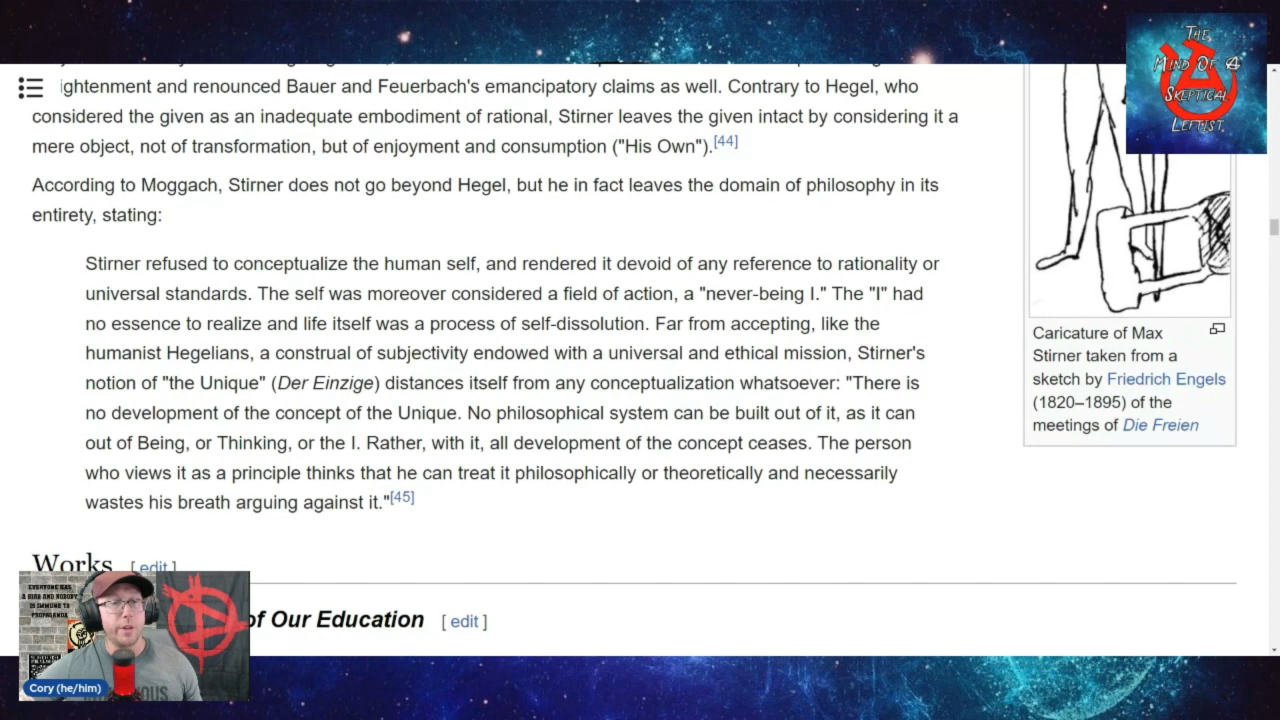 ightenment and renounced Bauer and Feuerbach's emancipatory claims as well. Contrary to Hegel, who
considered the given as an inadequate embodiment of rational, Stirner leaves the given intact by considering it a
mere object, not of transformation, but of enjoyment and consumption ("His Own").[44]
According to Moggach, Stirner does not go beyond Hegel, but he in fact leaves the domain of philosophy in its
entirety, stating:
Stirner refused to conceptualize the human self, and rendered it devoid of any reference to rationality or
universal standards. The self was moreover considered a field of action, a "never-being I." The "I" had
no essence to realize and life itself was a process of self-dissolution. Far from accepting, like the
humanist Hegelians, a construal of subjectivity endowed with a universal and ethical mission, Stirner's
notion of "the Unique" (Der Einzige) distances itself from any conceptualization whatsoever: "There is
no development of the concept of the Unique. No philosophical system can be built out of it, as it can
out of Being, or Thinking, or the I. Rather, with it, all development of the concept ceases. The person
who views it as a principle thinks that he can treat it philosophically or theoretically and necessarily
wastes his breath arguing against it."[45]
Works [ edit ]
of Our Education [ edit ]
THE
MIND OF A
SKEPTICAL
LEFTIST
Caricature of Max
Stirner taken from a
sketch by Friedrich Engels
(1820–1895) of the
meetings of Die Freien
EVERYONE HAS
A BIAS AND NOBODY
IS IMMUNE TO
PROPAGANDA
Cory (he/him)